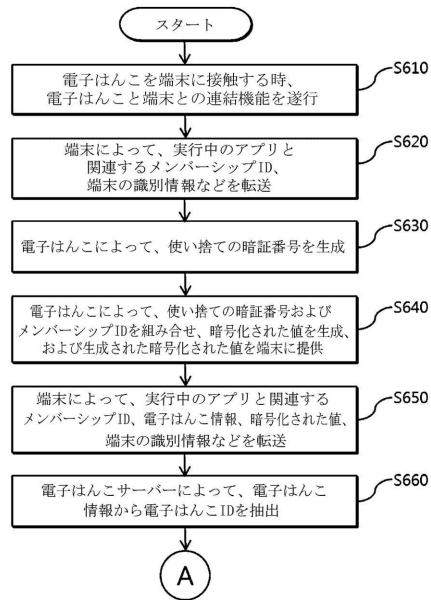 スタート
電子はんこを端末に接触する時、
電子はんこと端末との連結機能を遂行
S610
端末によって、実行中のアプリと
関連するメンバーシップID、
端末の識別情報などを転送
S620
電子はんこによって、使い捨ての暗証番号を生成
S630
電子はんこによって、使い捨ての暗証番号および
メンバーシップIDを組み合せ、暗号化された値を生成、
および生成された暗号化された値を端末に提供
S640
端末によって、実行中のアプリと関連する
メンバーシップID、電子はんこ情報、暗号化された値、
端末の識別情報などを転送
S650
電子はんこサーバーによって、電子はんこ
情報から電子はんこIDを抽出
S660
A